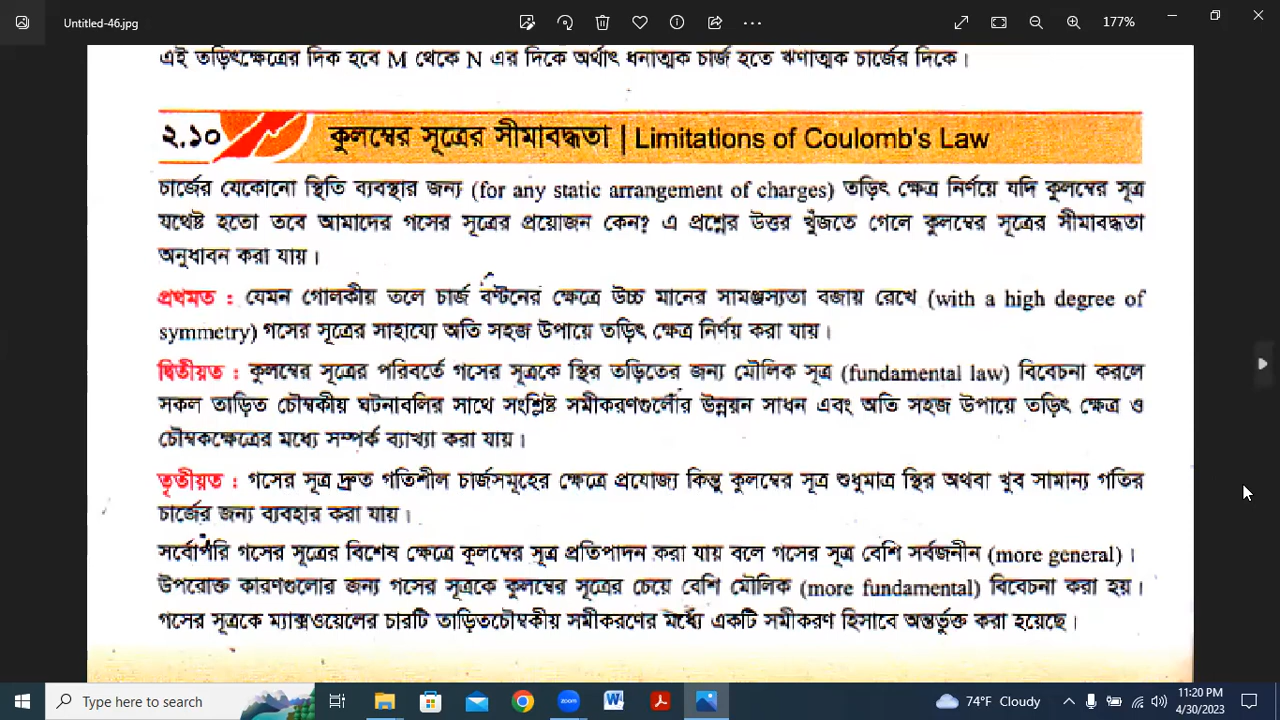 Untitled-46.jpg
177%
এই তড়িৎক্ষেত্রের দিক হবে M থেকে N এর দিকে অর্থাৎ ধনাত্মক চার্জ হতে ঋণাত্মক চার্জের দিকে।
২.১০ কুলম্বের সূত্রের সীমাবদ্ধতা | Limitations of Coulomb's Law
চার্জের যেকোনো স্থিতি ব্যবস্থার জন্য (for any static arrangement of charges) তড়িৎ ক্ষেত্র নির্ণয়ে যদি কুলম্বের সূত্র
যথেষ্ট হতো তবে আমাদের গসের সূত্রের প্রয়োজন কেন? এ প্রশ্নের উত্তর খুঁজতে গেলে কুলম্বের সূত্রের সীমাবদ্ধতা
অনুধাবন করা যায়।
প্রথমত : যেমন গোলকীয় তলে চার্জ বণ্টনের ক্ষেত্রে উচ্চ মানের সামঞ্জস্যতা বজায় রেখে (with a high degree of
symmetry) গসের সূত্রের সাহায্যে অতি সহজ উপায়ে তড়িৎ ক্ষেত্র নির্ণয় করা যায়।
দ্বিতীয়ত : কুলম্বের সূত্রের পরিবর্তে গসের সূত্রকে স্থির তড়িতের জন্য মৌলিক সূত্র (fundamental law) বিবেচনা করলে
সকল তাড়িত চৌম্বকীয় ঘটনাবলির সাথে সংশ্লিষ্ট সমীকরণগুলোর উন্নয়ন সাধন এবং অতি সহজ উপায়ে তড়িৎ ক্ষেত্র ও
চৌম্বকক্ষেত্রের মধ্যে সম্পর্ক ব্যাখ্যা করা যায়।
তৃতীয়ত : গসের সূত্র দ্রুত গতিশীল চার্জসমূহের ক্ষেত্রে প্রযোজ্য কিন্তু কুলম্বের সূত্র শুধুমাত্র স্থির অথবা খুব সামান্য গতির
চার্জের জন্য ব্যবহার করা যায়।
সর্বোপরি গসের সূত্রের বিশেষ ক্ষেত্রে কুলম্বের সূত্র প্রতিপাদন করা যায় বলে গসের সূত্র বেশি সর্বজনীন (more general)।
উপরোক্ত কারণগুলোর জন্য গসের সূত্রকে কুলম্বের সূত্রের চেয়ে বেশি মৌলিক (more fundamental) বিবেচনা করা হয়।
গসের সূত্রকে ম্যাক্সওয়েলের চারটি তাড়িতচৌম্বকীয় সমীকরণের মধ্যে একটি সমীকরণ হিসাবে অন্তর্ভুক্ত করা হয়েছে।
Type here to search
zoom
74°F Cloudy
11:20 PM
4/30/2023